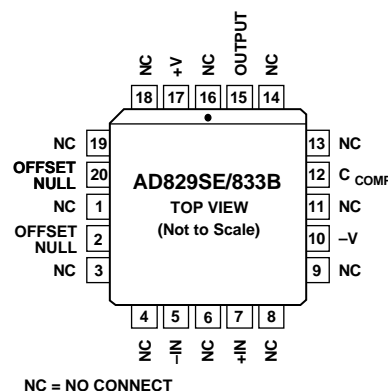 NC
+V
NC
OUTPUT
NC
18
17
16
15
14
NC 19
OFFSET
NULL 20
NC 1
OFFSET
NULL 2
NC 3
AD829SE/833B
TOP VIEW
(Not to Scale)
13 NC
12 C COMP
11 NC
10 –V
9 NC
4
5
6
7
8
NC
–IN
NC
+IN
NC
NC = NO CONNECT